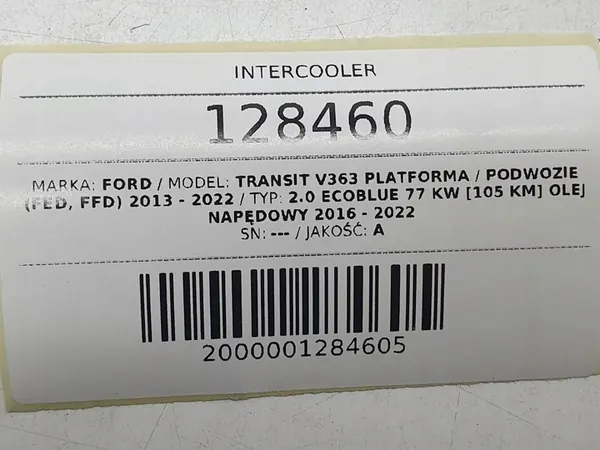 INTERCOOLER
128460
MARKA: FORD / MODEL: TRANSIT V363 PLATFORMA / PODWOZIE
(FED, FFD) 2013 - 2022 / TYP: 2.0 ECOBLUE 77 KW [105 KM] OLEJ
NAPĘDOWY 2016 - 2022
SN: --- / JAKOŚĆ: A
2000001284605